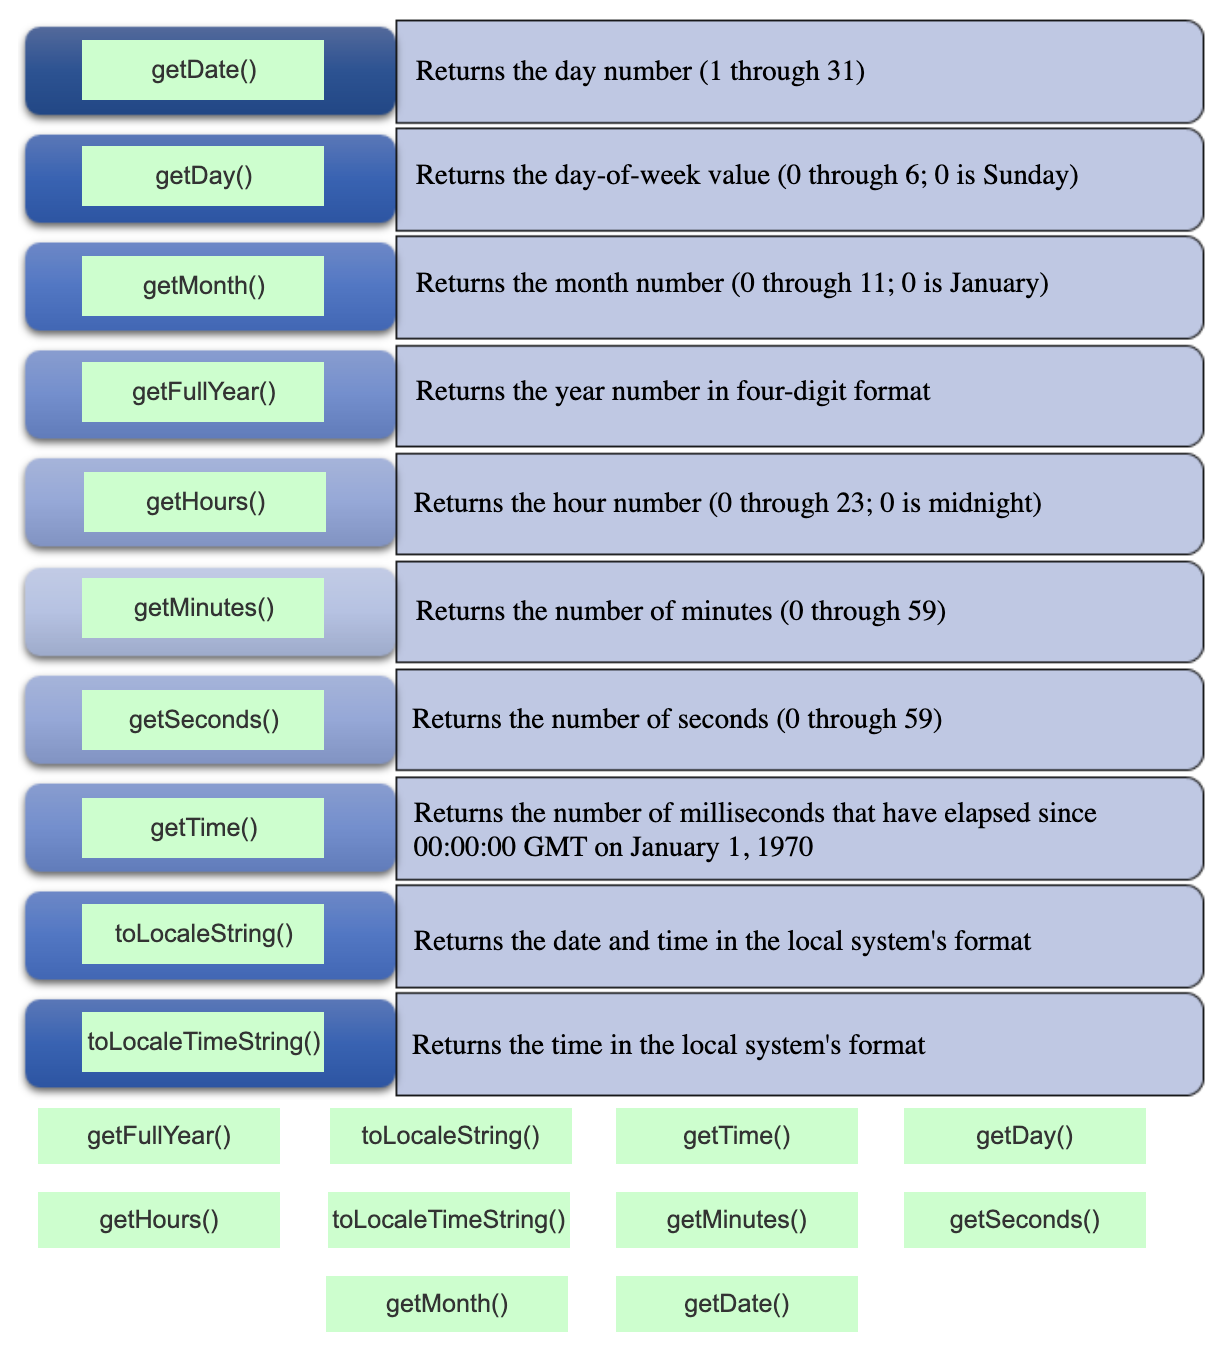 getDate()
Returns the day number (1 through 31)
getDay()
Returns the day-of-week value (0 through 6; 0 is Sunday)
getMonth()
Returns the month number (0 through 11; 0 is January)
getFullYear()
Returns the year number in four-digit format
getHours()
Returns the hour number (0 through 23; 0 is midnight)
getMinutes()
Returns the number of minutes (0 through 59)
getSeconds()
Returns the number of seconds (0 through 59)
getTime()
Returns the number of milliseconds that have elapsed since
00:00:00 GMT on January 1, 1970
toLocaleString()
Returns the date and time in the local system's format
toLocaleTimeString()
Returns the time in the local system's format
getFullYear()
toLocaleString()
getTime()
getDay()
getHours()
toLocaleTimeString()
getMinutes()
getSeconds()
getMonth()
getDate()